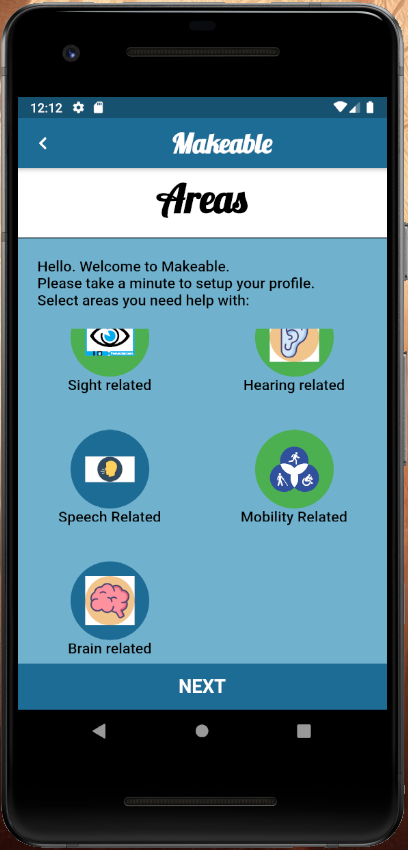 12:12
Makeable
Areas
Hello. Welcome to Makeable.
Please take a minute to setup your profile.
Select areas you need help with:
Sight related
Hearing related
Speech Related
Mobility Related
Brain related
NEXT